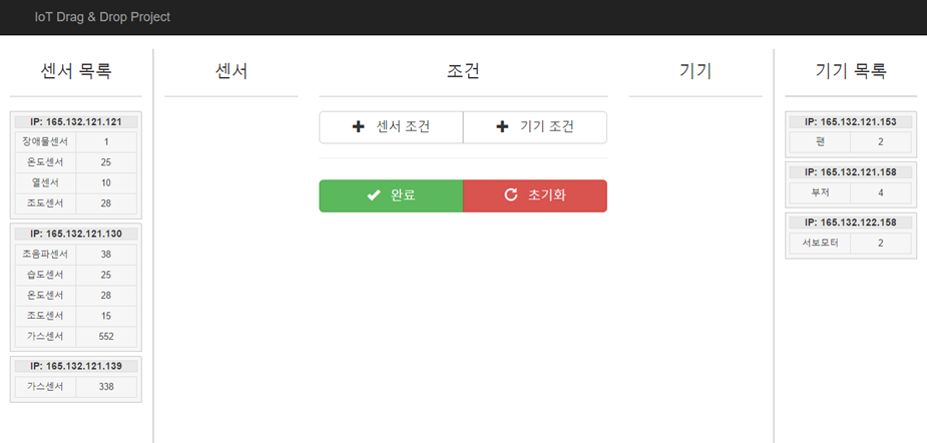 IoT Drag & Drop Project
센서 목록
IP: 165.132.121.121
장애물센서 1
온도센서 25
열센서 10
조도센서 28
IP: 165.132.121.130
초음파센서 38
습도센서 25
온도센서 28
조도센서 15
가스센서 552
IP: 165.132.121.139
가스센서 338
센서
조건
센서 조건 기기 조건
완료 초기화
기기
기기 목록
IP: 165.132.121.153
팬 2
IP: 165.132.121.158
부저 4
IP: 165.132.122.158
서보모터 2